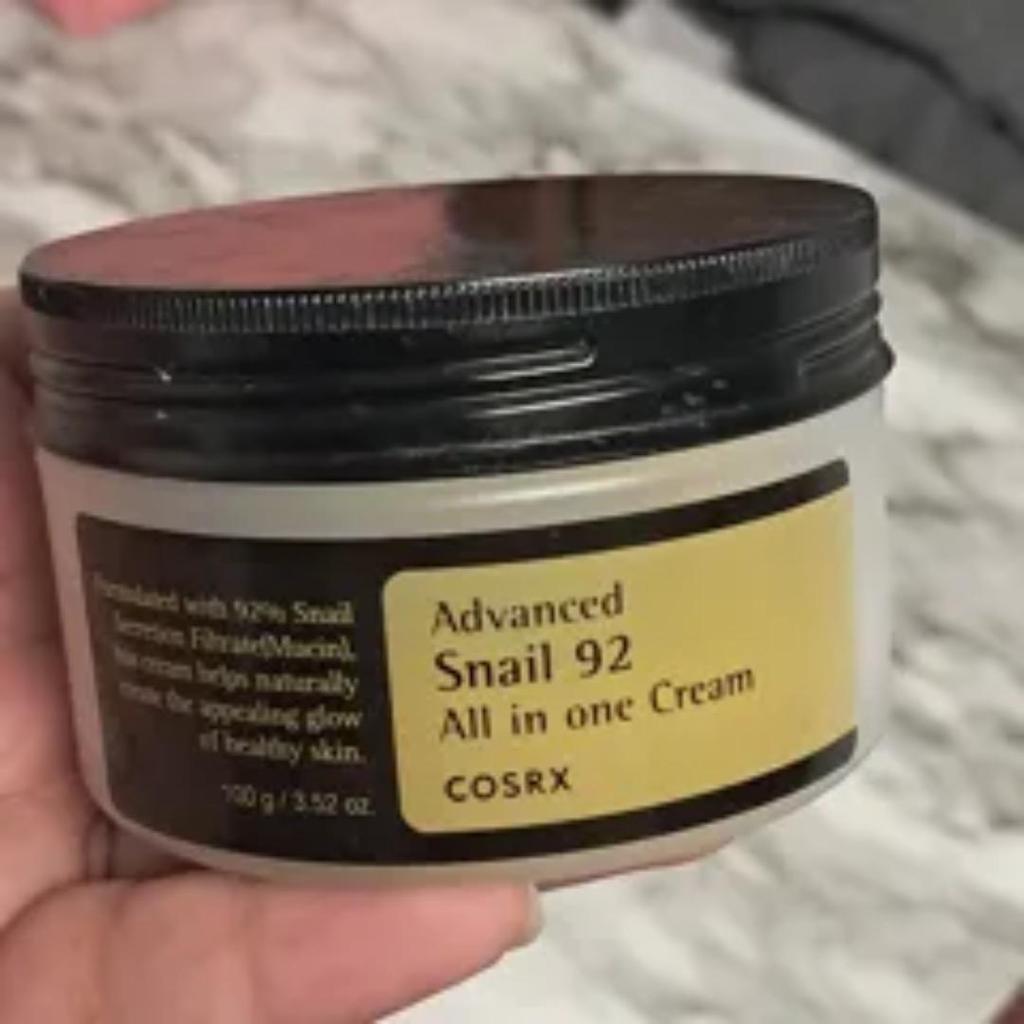 Formulated with 92% Snail
Secretion Filtrate(Mucin),
this cream helps naturally
create the appealing glow
of healthy skin.
100 g / 3.52 oz.
Advanced
Snail 92
All in one Cream
COSRX